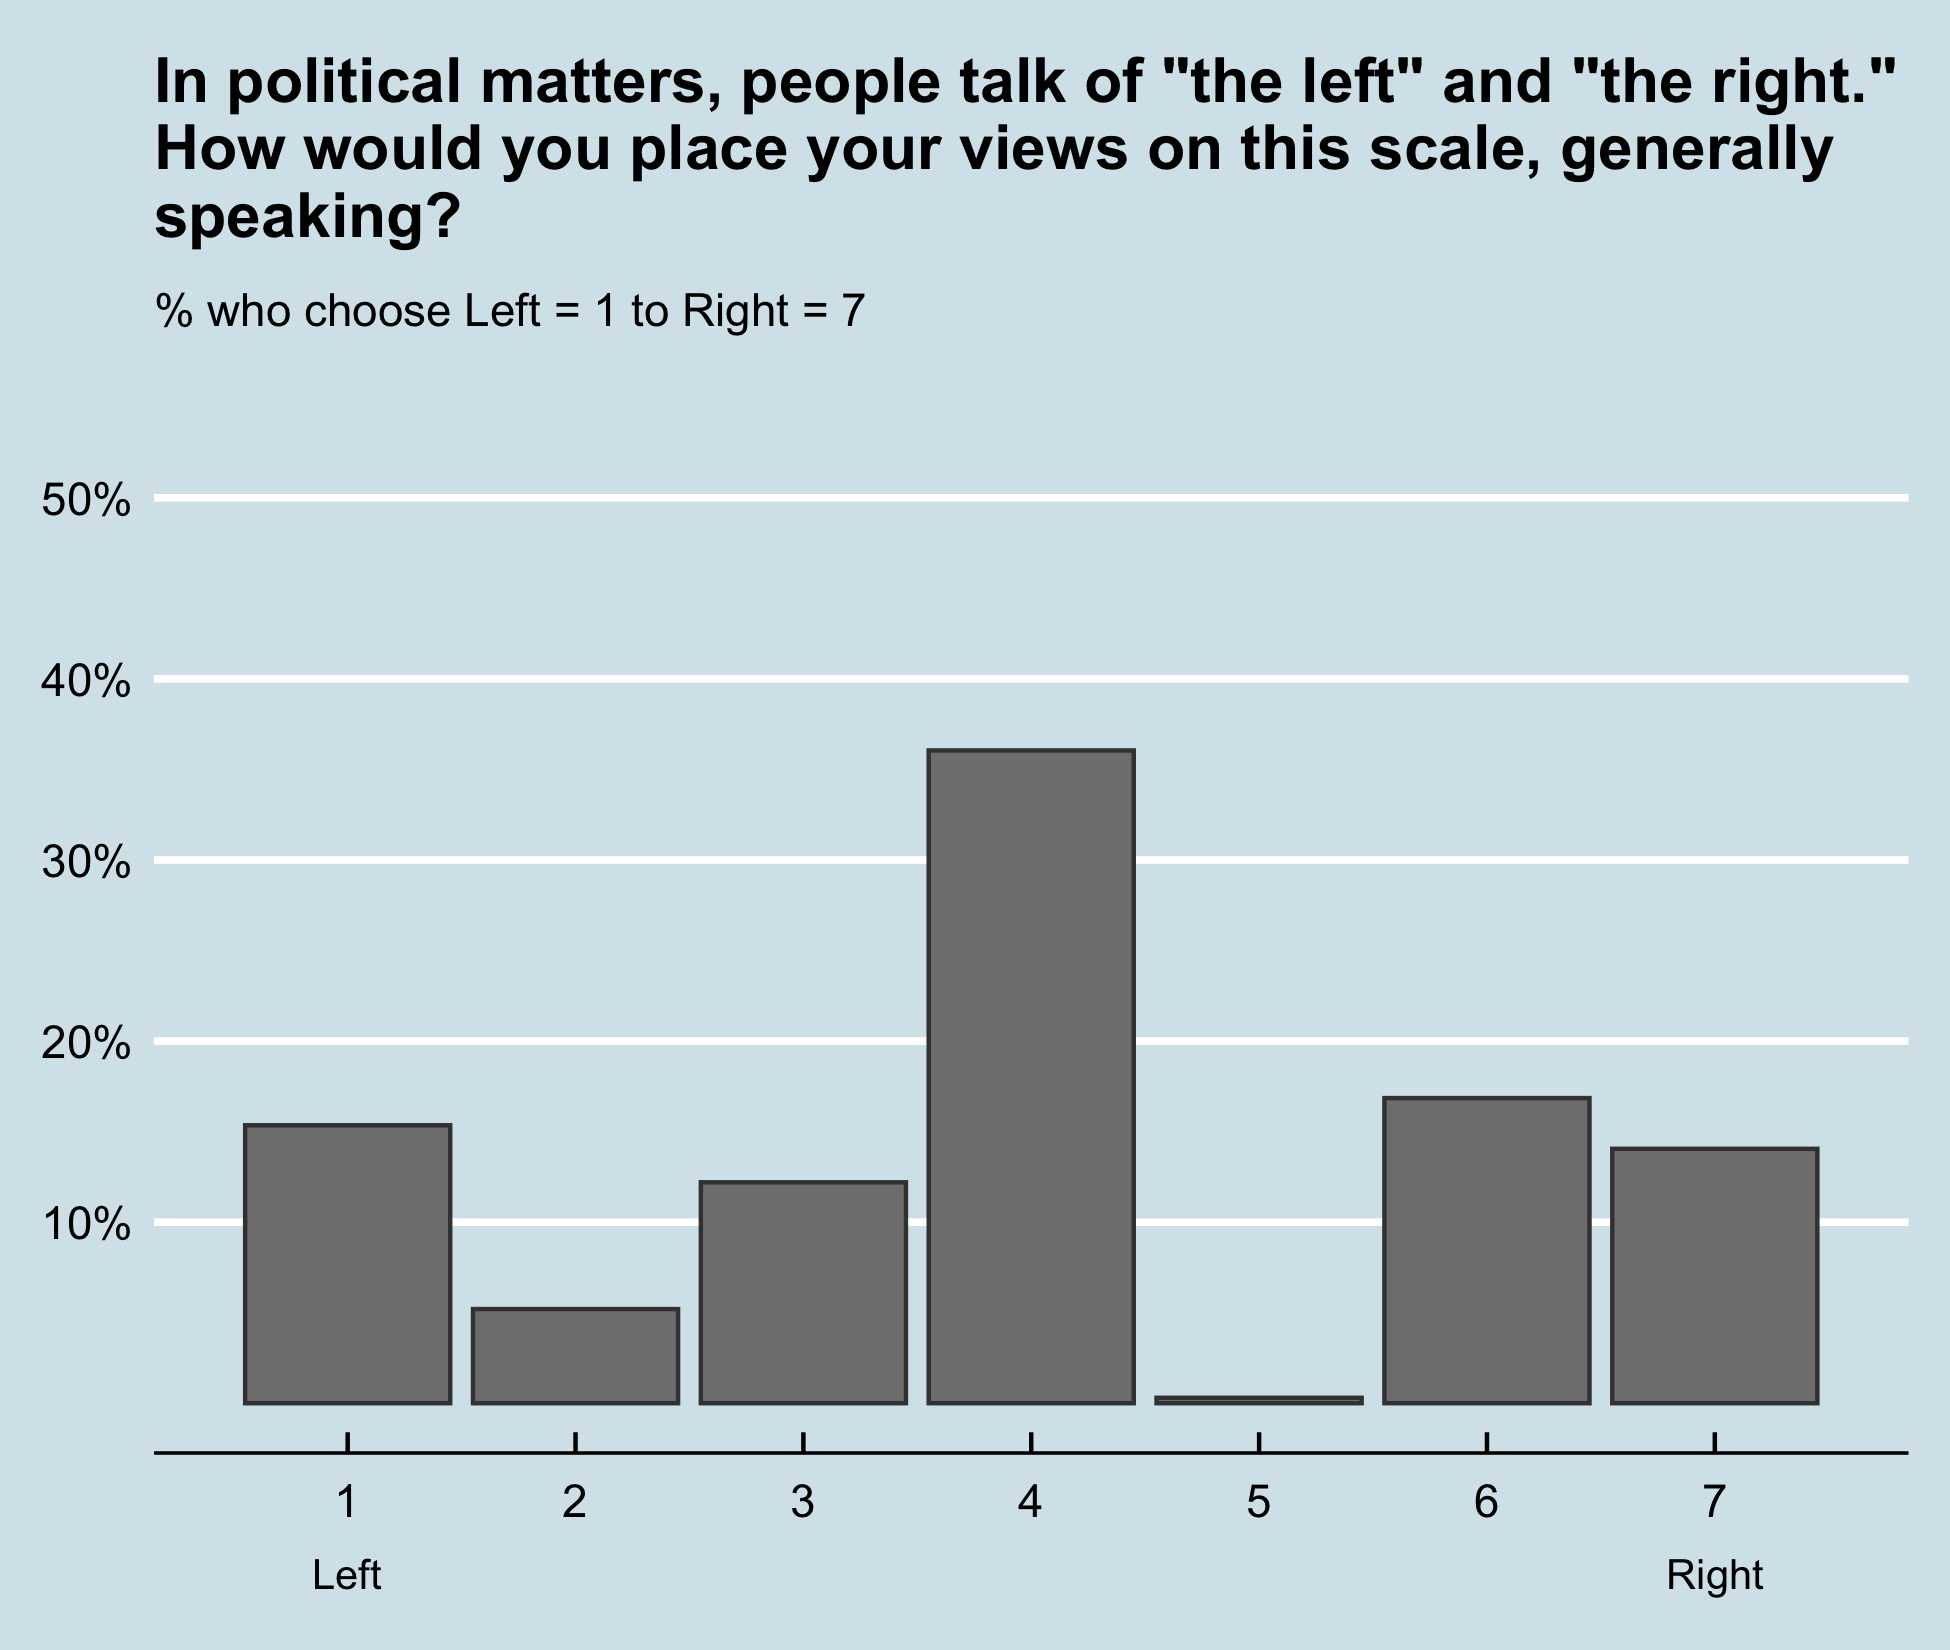 In political matters, people talk of "the left" and "the right."
How would you place your views on this scale, generally
speaking?
% who choose Left = 1 to Right = 7
50%
40%
30%
20%
10%
1 2 3 4 5 6 7
Left Right